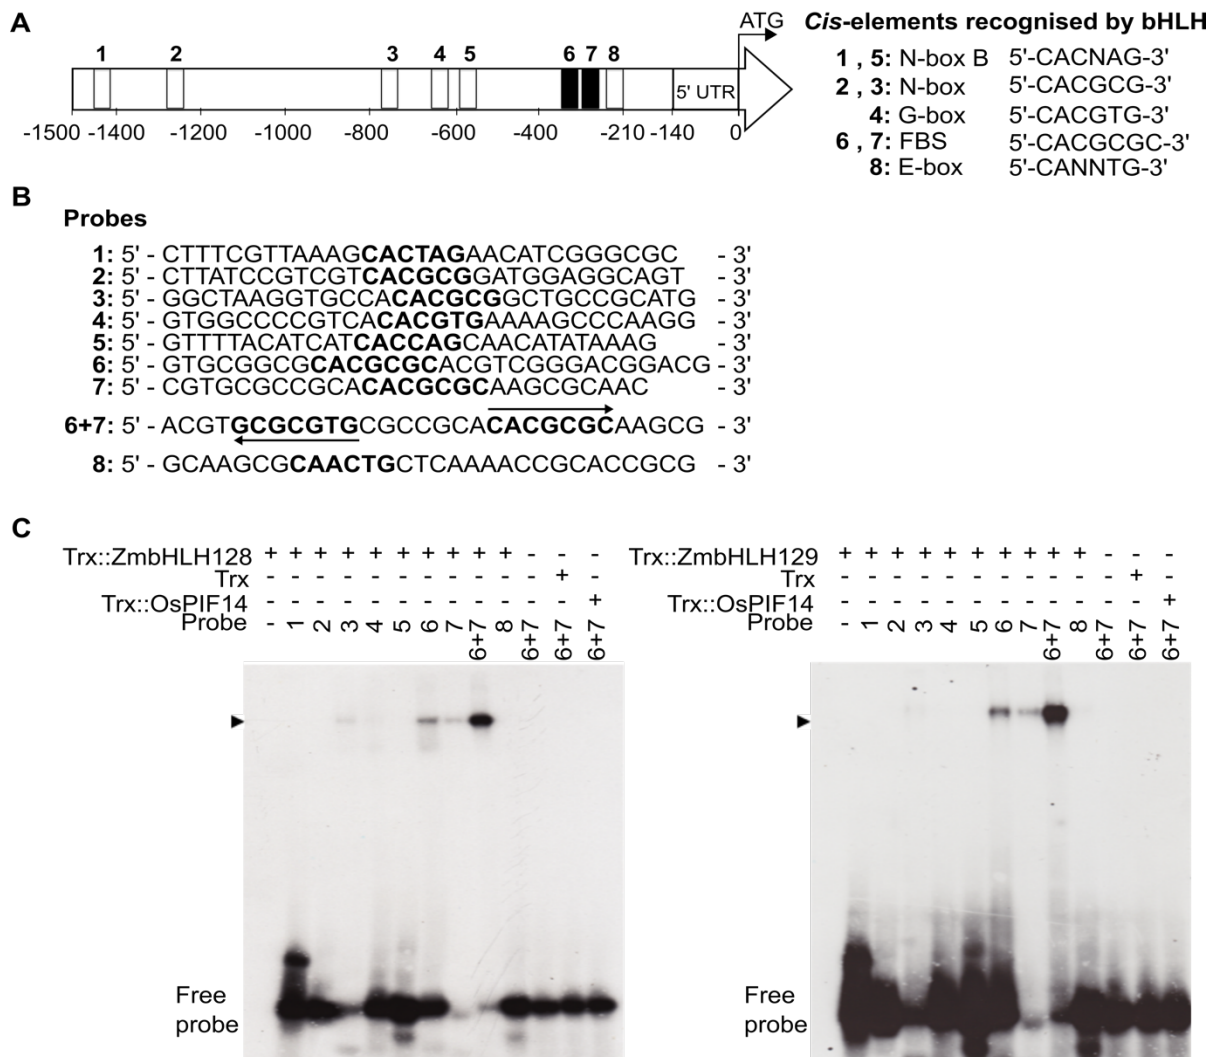 A
ATG
1 2 3 4 5 6 7 8
5' UTR
-1500 -1400 -1200 -1000 -800 -600 -400 -210 -140 0
Cis-elements recognised by bHLH
1 , 5: N-box B 5'-CACNAG-3'
2 , 3: N-box 5'-CACGCG-3'
4: G-box 5'-CACGTG-3'
6 , 7: FBS 5'-CACGCGC-3'
8: E-box 5'-CANNTG-3'
B
Probes
1: 5' - CTTTCGTTAAAGCACTAGAACATCGGGCGC - 3'
2: 5' - CTTATCCGTCGTCACGCGGATGGAGGCAGT - 3'
3: 5' - GGCTAAGGTGCCACACGCGGCTGCCGCATG - 3'
4: 5' - GTGGCCCCGTCACACGTGAAAAGCCCAAGG - 3'
5: 5' - GTTTTACATCATCACCAGCAACATATAAAG - 3'
6: 5' - GTGCGGCGCACGCGCACGTCGGGACGGACG - 3'
7: 5' - CGTGCGCCGCACACGCGCAAGCGCAAC - 3'
6+7: 5' - ACGTGCGCGTGCGCCGCACACGCGCAAGCG - 3'
8: 5' - GCAAGCGCAACTGCTCAAAACCGCACCGCG - 3'
C
Trx::ZmbHLH128 + + + + + + + + + + - - -
Trx - - - - - - - - - - - + -
Trx::OsPIF14 - - - - - - - - - - - - +
Probe - 1 2 3 4 5 6 7 6+7 8 6+7 6+7 6+7
Free probe
Trx::ZmbHLH129 + + + + + + + + + + - - -
Trx - - - - - - - - - - - + -
Trx::OsPIF14 - - - - - - - - - - - - +
Probe - 1 2 3 4 5 6 7 6+7 8 6+7 6+7 6+7
Free probe